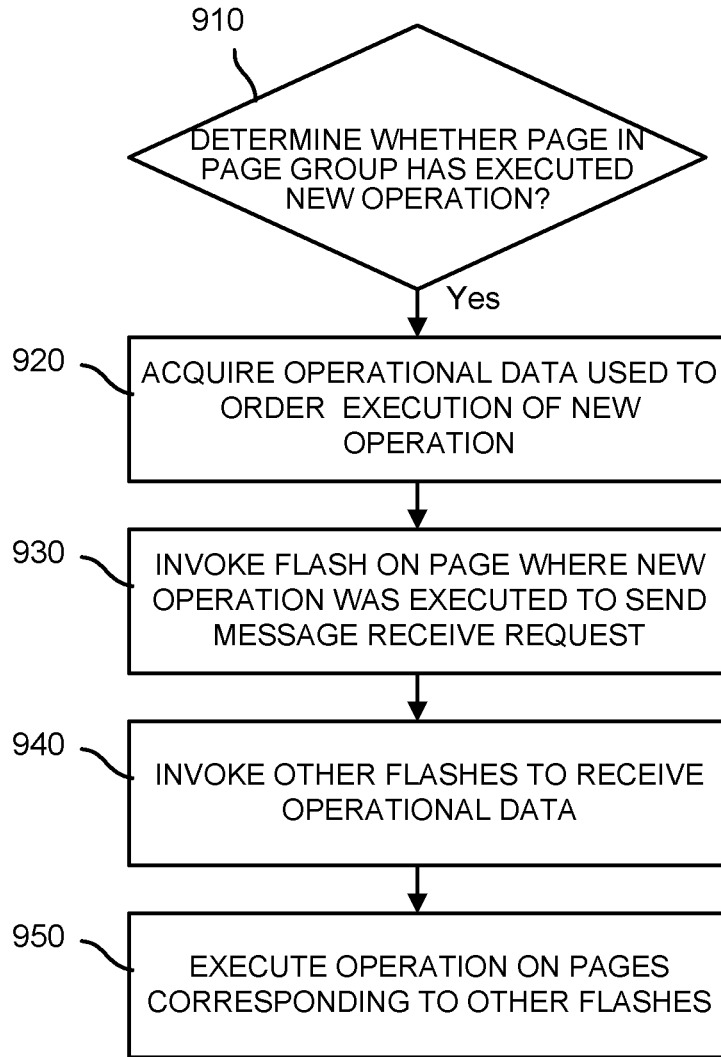 910
DETERMINE WHETHER PAGE IN
PAGE GROUP HAS EXECUTED
NEW OPERATION?
Yes
920
ACQUIRE OPERATIONAL DATA USED TO
ORDER EXECUTION OF NEW
OPERATION
930
INVOKE FLASH ON PAGE WHERE NEW
OPERATION WAS EXECUTED TO SEND
MESSAGE RECEIVE REQUEST
940
INVOKE OTHER FLASHES TO RECEIVE
OPERATIONAL DATA
950
EXECUTE OPERATION ON PAGES
CORRESPONDING TO OTHER FLASHES